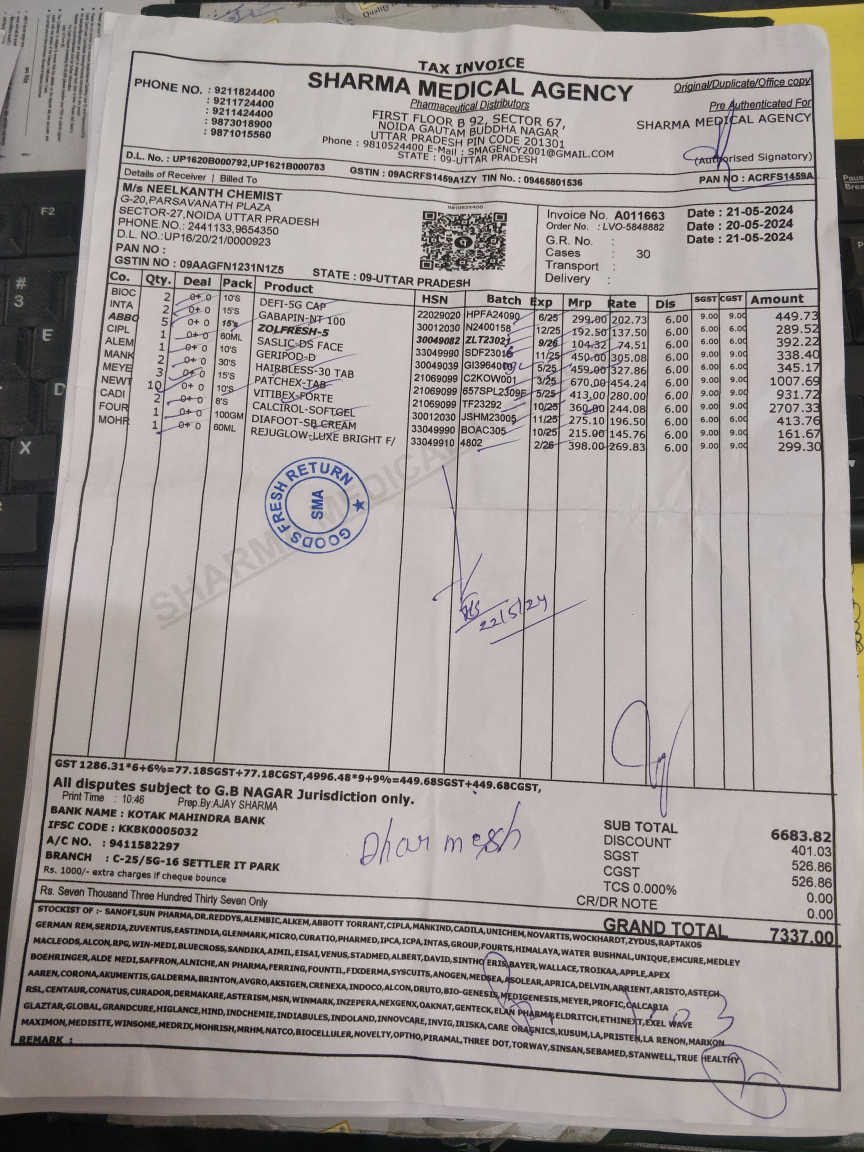 TAX INVOICE
Original/Duplicate/Office copy
SHARMA MEDICAL AGENCY
Pharmaceutical Distributors
FIRST FLOOR B 92, SECTOR 67,
NOIDA GAUTAM BUDDHA NAGAR
UTTAR PRADESH PIN CODE 201301
Phone : 9810524400 E-Mail : SMAGENCY2001@GMAIL.COM
STATE : 09-UTTAR PRADESH
PHONE NO. : 9211824400
: 9211724400
: 9211424400
: 9873018900
: 9871015560
Pre Authenticated For
SHARMA MEDICAL AGENCY
(Authorised Signatory)
D.L. No. : UP1620B000792,UP1621B000783
GSTIN : 09ACRFS1459A1ZY TIN No. : 09465801536
PAN NO : ACRFS1459A
Details of Receiver | Billed To
M/s NEELKANTH CHEMIST
G-20,PARSAVANATH PLAZA
SECTOR-27,NOIDA UTTAR PRADESH
PHONE NO.: 2441133,9654350
D.L. NO.:UP16/20/21/0000923
PAN NO :
GSTIN NO : 09AAGFN1231N1Z5 STATE : 09-UTTAR PRADESH
Invoice No. A011663 Date : 21-05-2024
Order No. : LVO-5848882 Date : 20-05-2024
G.R. No. : Date : 21-05-2024
Cases : 30
Transport :
Delivery :
Co. Qty. Deal Pack Product HSN Batch Exp Mrp Rate Dis SGST CGST Amount
BIOC 2 0+ 0 10'S DEFI-5G CAP 22029020 HPFA24090 6/25 299.00 202.73 6.00 9.00 9.00 449.73
INTA 2 0+ 0 15'S GABAPIN-NT 100 30012030 N2400158 12/25 192.50 137.50 6.00 6.00 6.00 289.52
ABBO 5 0+ 0 15'S ZOLFRESH-5 30049082 ZLT23021 9/26 104.32 74.51 6.00 6.00 6.00 392.22
CIPL 1 0+ 0 60ML SASLIC-DS FACE 33049990 SDF23016 11/25 450.00 305.08 6.00 9.00 9.00 338.40
ALEM 1 0+ 0 10'S GERIPOD-D 30049039 5/25 459.00 327.86 6.00 6.00 6.00 345.17
MANK 2 0+ 0 30'S HAIRBLESS-30 TAB 21069099 C2KOW001 3/25 670.00 454.24 6.00 9.00 9.00 1007.69
MEYE 3 0+ 0 15'S PATCHEX-TAB 21069099 657SPL2309F 5/25 413.00 280.00 6.00 9.00 9.00 931.72
NEWT 10 0+ 0 10'S VITIBEX-FORTE 21069099 TF23292 10/25 360.00 244.08 6.00 9.00 9.00 2707.33
CADI 2 0+ 0 8'S CALCIROL-SOFTGEL 30012030 JSHM23005 11/25 275.10 196.50 6.00 6.00 6.00 413.76
FOUR 1 0+ 0 100GM DIAFOOT-SB CREAM 33049910 BOAC305 10/25 215.00 145.76 6.00 9.00 9.00 161.67
MOHR 1 0+ 0 60ML REJUGLOW-LUXE BRIGHT F/ 33049990 4802 2/26 398.00 269.83 6.00 9.00 9.00 299.30
GOODS FRESH RETURN
SMA
SHARMA MEDICAL
22/5/24
GST 1286.31*6+6%=77.18SGST+77.18CGST,4996.48*9+9%=449.68SGST+449.68CGST,
All disputes subject to G.B NAGAR Jurisdiction only.
Print Time : 10:46 Prep.By:AJAY SHARMA
BANK NAME : KOTAK MAHINDRA BANK
IFSC CODE : KKBK0005032
A/C NO. : 9411582297
BRANCH : C-25/5G-16 SETTLER IT PARK
Rs. 1000/- extra charges if cheque bounce
Dharmesh
SUB TOTAL 6683.82
DISCOUNT 401.03
SGST 526.86
CGST 526.86
TCS 0.000% 0.00
CR/DR NOTE 0.00
Rs. Seven Thousand Three Hundred Thirty Seven Only
GRAND TOTAL 7337.00
STOCKIST OF :- SANOFI,SUN PHARMA,DR.REDDYS,ALEMBIC,ALKEM,ABBOTT TORRANT,CIPLA,MANKIND,CADILA,UNICHEM,NOVARTIS,WOCKHARDT,ZYDUS,RAPTAKOS
GERMAN REM,SERDIA,ZUVENTUS,EASTINDIA,GLENMARK,MICRO,CURATIO,PHARMED,IPCA,ICPA,INTAS,GROUP,FOURTS,HIMALAYA,WATER BUSHNAL,UNIQUE,EMCURE,MEDLEY
MACLEODS,ALCON,RPG,WIN-MEDI,BLUECROSS,SANDIKA,AIMIL,EISAI,VENUS,STADMED,ALBERT,DAVID,SINTHO ERIS,BAYER,WALLACE,TROIKAA,APPLE,APEX
BOEHRINGER,ALDE MEDI,SAFFRON,ALNICHE,AN PHARMA,FERRING,FOUNTIL,FIXDERMA,SYSCUITS,ANOGEN,MEDSEA,ASOLEAR,APRICA,DELVIN,ARRIENT,ARISTO,ASTECH
AAREN,CORONA,AKUMENTIS,GALDERMA,BRINTON,AVGRO,AKSIGEN,CRENEXA,INDOCO,ALCON,DRUTO,BIO-GENESIS,MEDIGENESIS,MEYER,PROFIC,CALCARIA
RSL,CENTAUR,CONATUS,CURADOR,DERMAKARE,ASTERISM,MSN,WINMARK,INZEPERA,NEXGENX,OAKNAT,GENTECK,ELAN PHARMA,ELDRITCH,ETHINEXT,EXEL WAVE
GLAZTAR,GLOBAL,GRANDCURE,HIGLANCE,HIND,INDCHEMIE,INDIABULES,INDOLAND,INNOVCARE,INVIG,IRISKA,CARE ORAGNICS,KUSUM,LA,PRISTEN,LA RENON,MARKON
MAXIMON,MEDISITE,WINSOME,MEDRIX,MOHRISH,MRHM,NATCO,BIOCELLULER,NOVELTY,OPTHO,PIRAMAL,THREE DOT,TORWAY,SINSAN,SEBAMED,STANWELL,TRUE HEALTHY
REMARK :